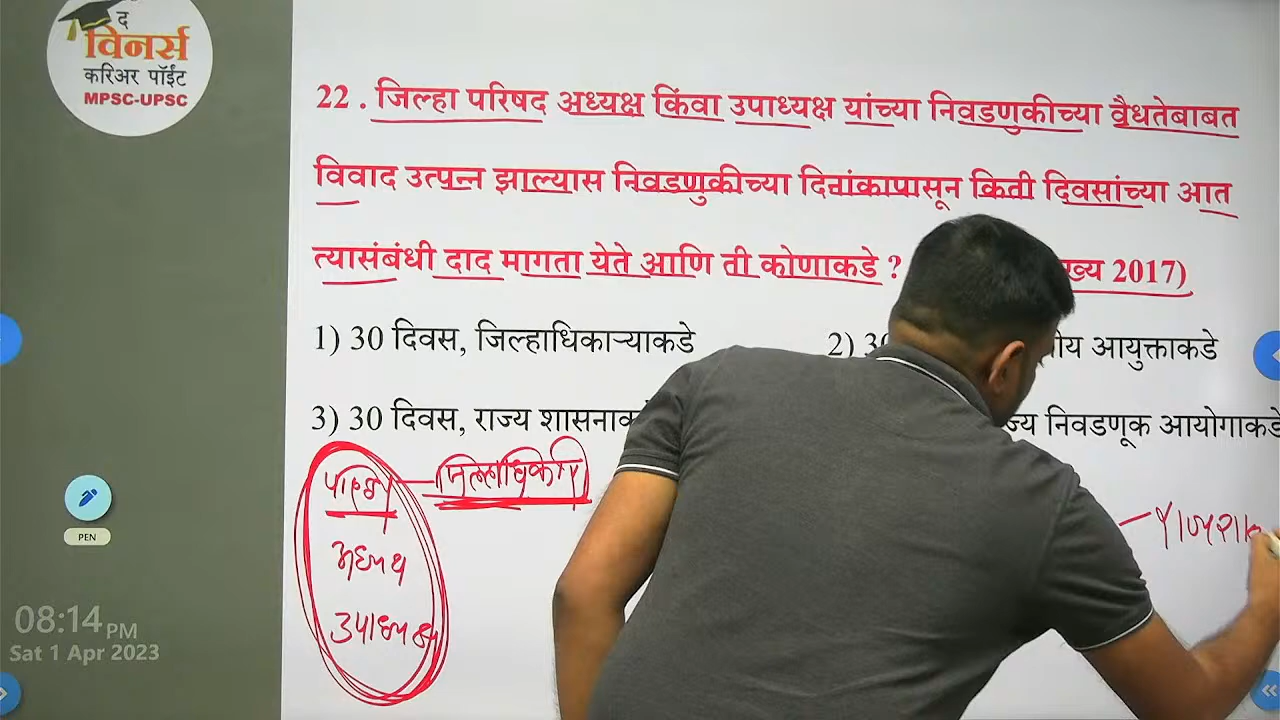 द
विनर्स
करिअर पॉईंट
MPSC-UPSC
22 . जिल्हा परिषद अध्यक्ष किंवा उपाध्यक्ष यांच्या निवडणुकीच्या वैधतेबाबत
विवाद उत्पन्न झाल्यास निवडणुकीच्या दिनांकापासून किती दिवसांच्या आत
त्यासंबंधी दाद मागता येते आणि ती कोणाकडे ? 2017)
1) 30 दिवस, जिल्हाधिकाऱ्याकडे
2) आयुक्ताकडे
3) 30 दिवस, राज्य
निवडणूक आयोगाकडे
जिल्हाधिकारी
अध्यक्ष
उपाध्यक्ष
PEN
08:14 PM
Sat 1 Apr 2023